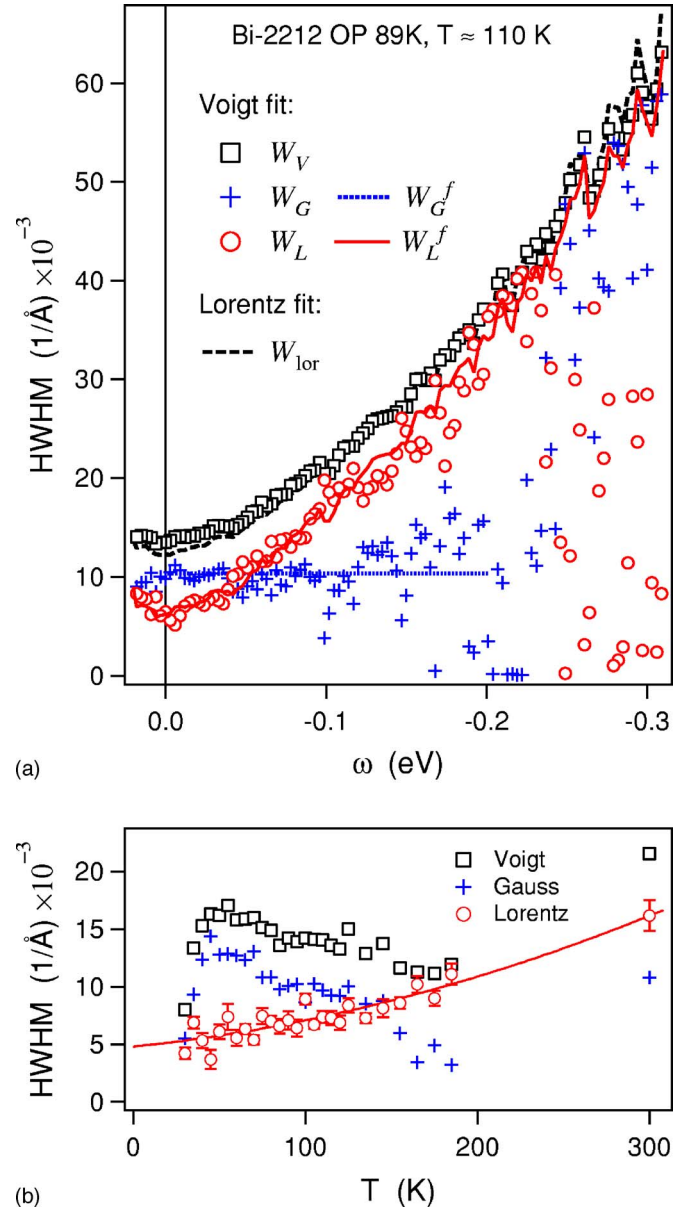 Bi-2212 OP 89K, T ≈ 110 K
Voigt fit:
W_V
W_G
W_G^f
W_L
W_L^f
Lorentz fit:
W_lor
HWHM (1/Å) ×10⁻³
60
50
40
30
20
10
0
0.0
-0.1
-0.2
-0.3
ω (eV)
(a)
Voigt
Gauss
Lorentz
HWHM (1/Å) ×10⁻³
20
15
10
5
0
0
100
200
300
T (K)
(b)